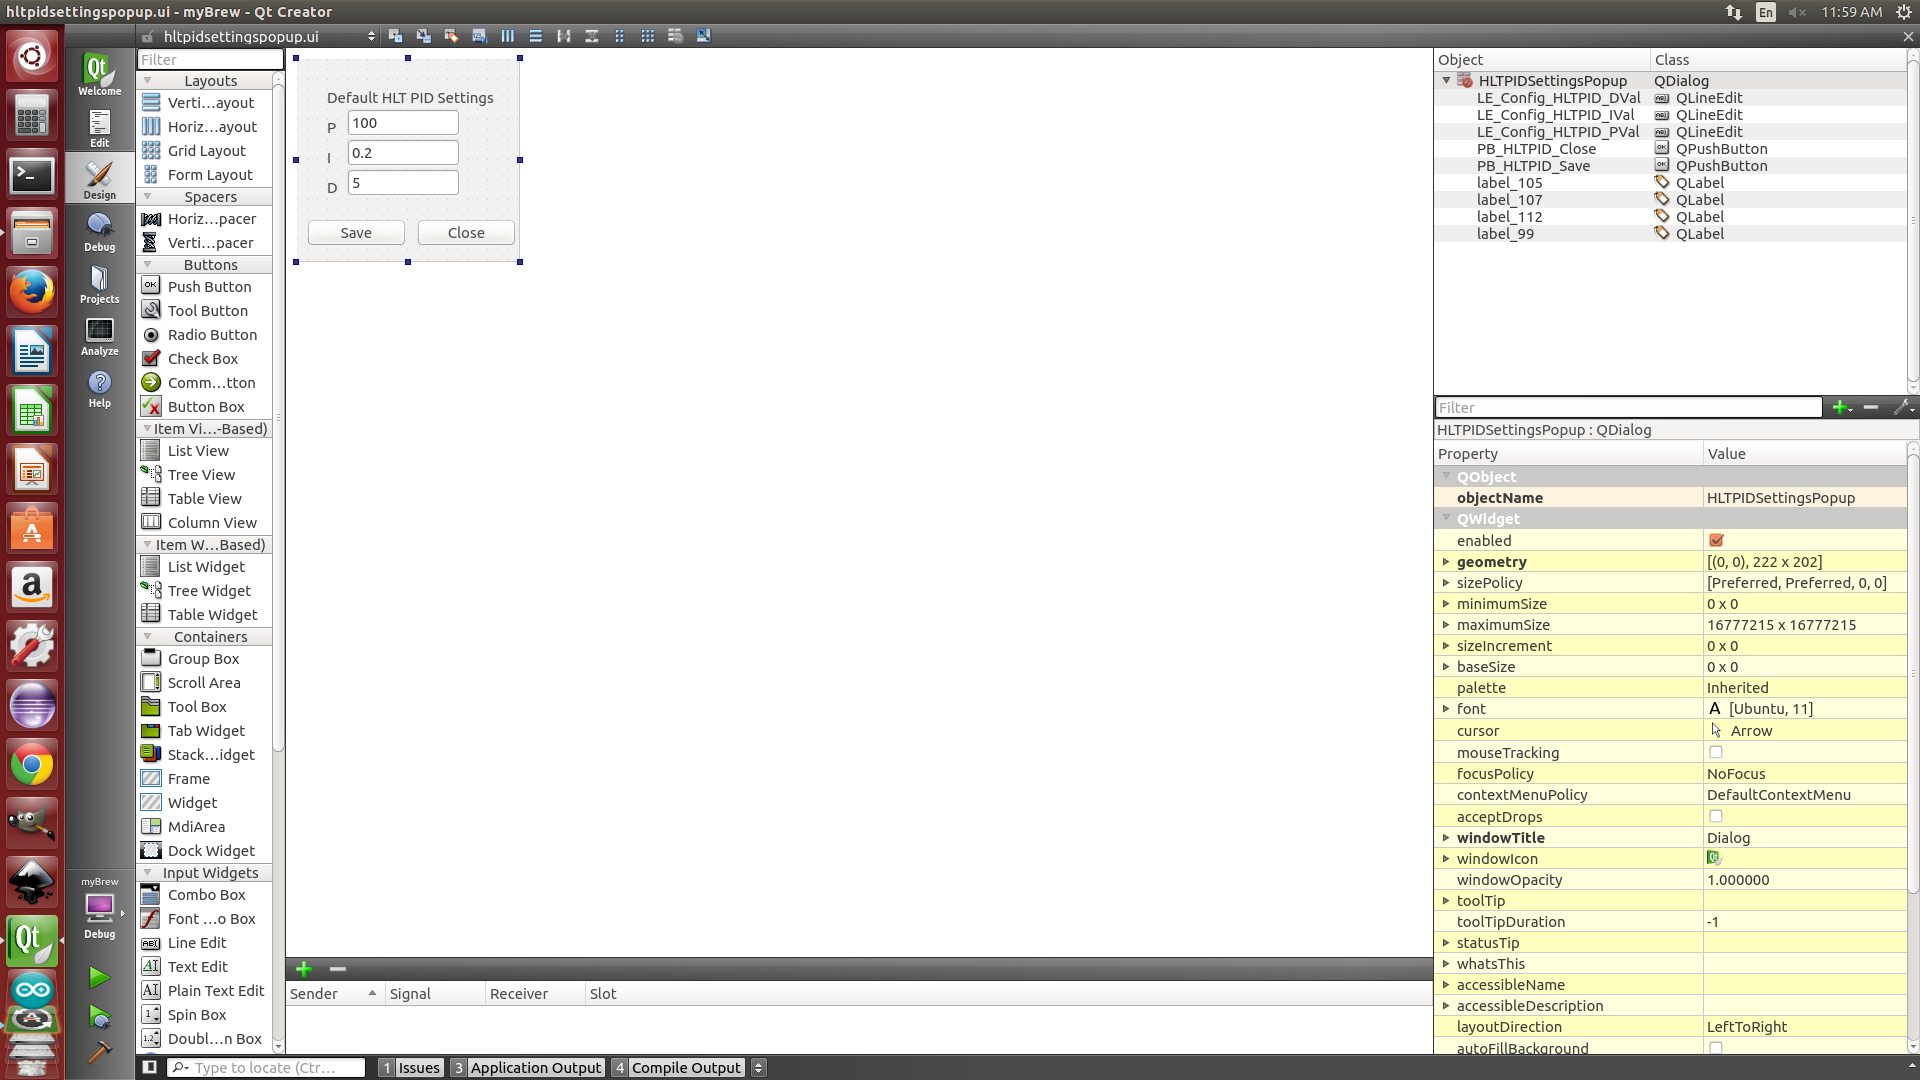 hltpidsettingspopup.ui - myBrew - Qt Creator
En
11:59 AM
hltpidsettingspopup.ui
Qt
Welcome
Edit
Design
Debug
Projects
Analyze
Help
myBrew
Debug
Filter
Layouts
Verti...ayout
Horiz...ayout
Grid Layout
Form Layout
Spacers
Horiz...pacer
Verti...pacer
Buttons
OK Push Button
Tool Button
Radio Button
Check Box
Comm...tton
Button Box
Item Vi...-Based)
List View
Tree View
Table View
Column View
Item W...Based)
List Widget
Tree Widget
Table Widget
Containers
Group Box
Scroll Area
Tool Box
Tab Widget
Stack...idget
Frame
Widget
MdiArea
Dock Widget
Input Widgets
Combo Box
Font ...o Box
ABI Line Edit
AI Text Edit
AI Plain Text Edit
1 Spin Box
1.2 Doubl...n Box
Default HLT PID Settings
P 100
I 0.2
D 5
Save Close
Sender Signal Receiver Slot
Object Class
HLTPIDSettingsPopup QDialog
LE_Config_HLTPID_DVal QLineEdit
LE_Config_HLTPID_IVal QLineEdit
LE_Config_HLTPID_PVal QLineEdit
PB_HLTPID_Close QPushButton
PB_HLTPID_Save QPushButton
label_105 QLabel
label_107 QLabel
label_112 QLabel
label_99 QLabel
Filter
HLTPIDSettingsPopup : QDialog
Property Value
QObject
objectName HLTPIDSettingsPopup
QWidget
enabled
geometry [(0, 0), 222 x 202]
sizePolicy [Preferred, Preferred, 0, 0]
minimumSize 0 x 0
maximumSize 16777215 x 16777215
sizeIncrement 0 x 0
baseSize 0 x 0
palette Inherited
font A [Ubuntu, 11]
cursor Arrow
mouseTracking
focusPolicy NoFocus
contextMenuPolicy DefaultContextMenu
acceptDrops
windowTitle Dialog
windowIcon
windowOpacity 1.000000
toolTip
toolTipDuration -1
statusTip
whatsThis
accessibleName
accessibleDescription
layoutDirection LeftToRight
autoFillBackground
Type to locate (Ctr...
1 Issues 3 Application Output 4 Compile Output